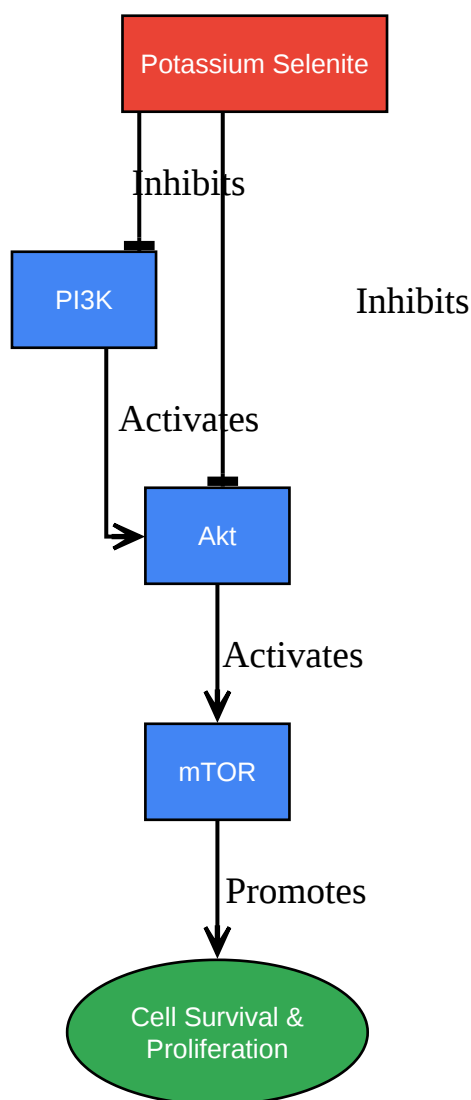 Potassium Selenite
Inhibits
PI3K
Inhibits
Activates
Akt
Activates
mTOR
Promotes
Cell Survival &
Proliferation